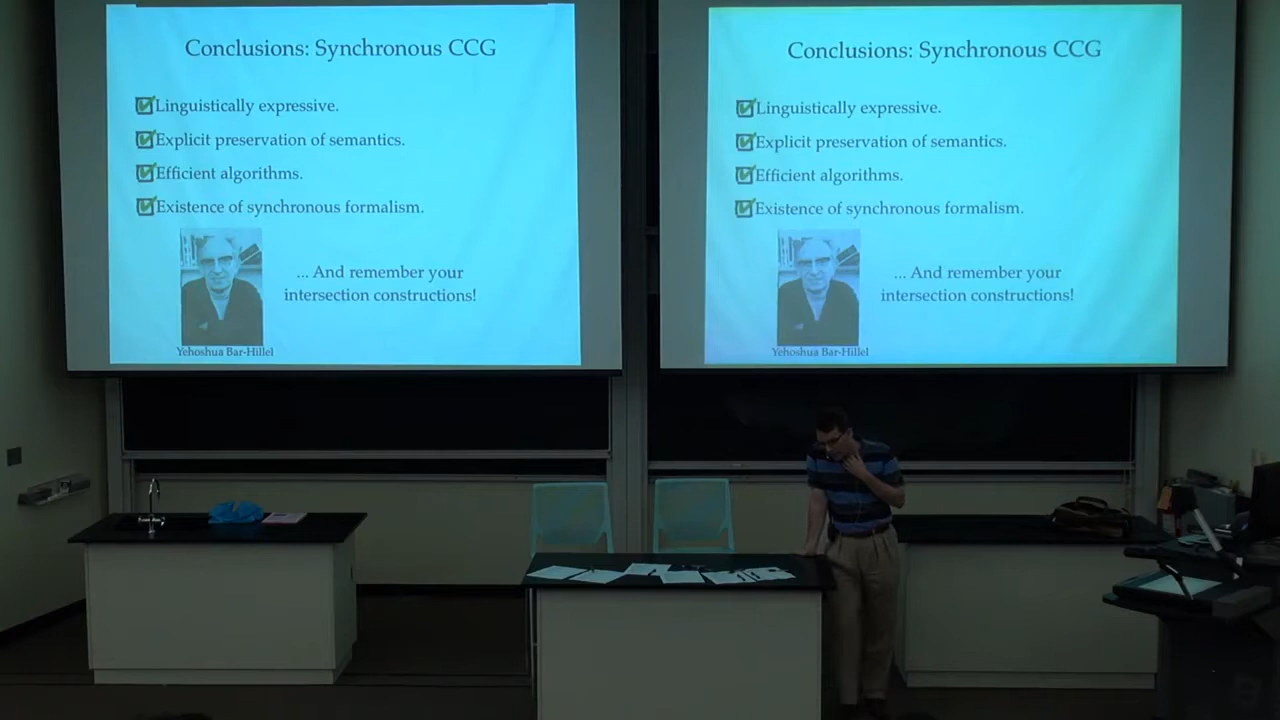 Conclusions: Synchronous CCG
Linguistically expressive.
Explicit preservation of semantics.
Efficient algorithms.
Existence of synchronous formalism.
... And remember your
intersection constructions!
Yehoshua Bar-Hillel
Conclusions: Synchronous CCG
Linguistically expressive.
Explicit preservation of semantics.
Efficient algorithms.
Existence of synchronous formalism.
... And remember your
intersection constructions!
Yehoshua Bar-Hillel